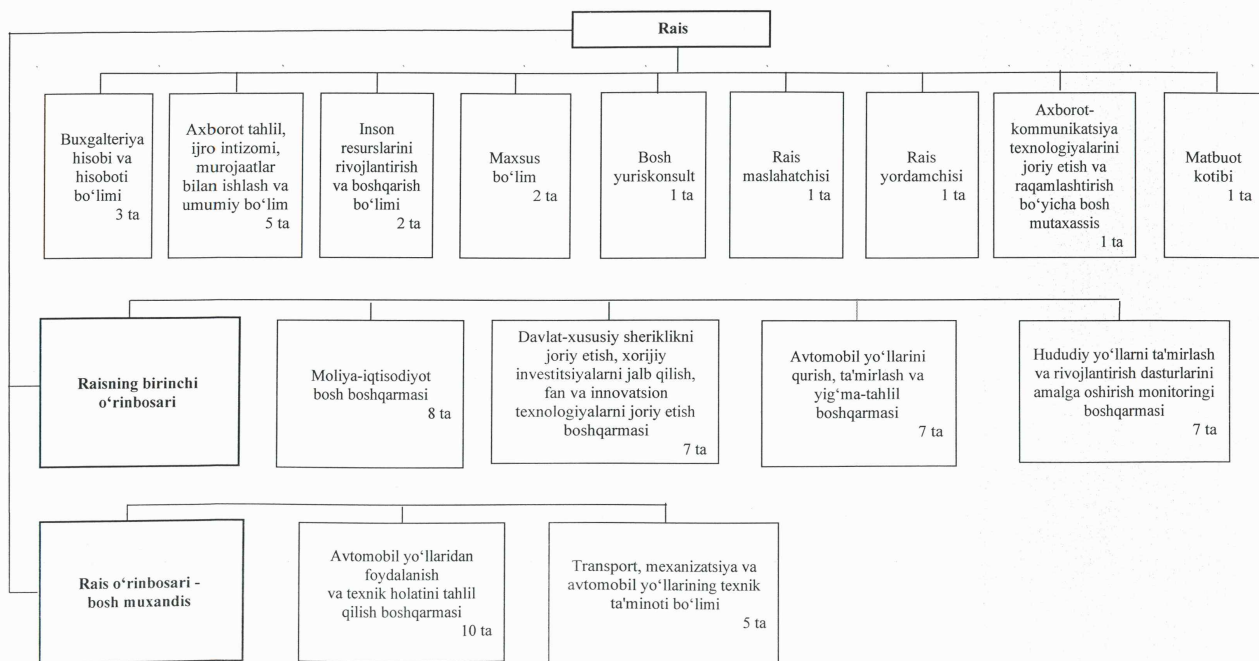 Rais
Buxgalteriya
hisobi va
hisoboti
bo‘limi
3 ta
Axborot tahlil,
ijro intizomi,
murojaatlar
bilan ishlash va
umumiy bo‘lim
5 ta
Inson
resurslarini
rivojlantirish
va boshqarish
bo‘limi
2 ta
Maxsus
bo‘lim
2 ta
Bosh
yuriskonsult
1 ta
Rais
maslahatchisi
1 ta
Rais
yordamchisi
1 ta
Axborot-
kommunikatsiya
texnologiyalarini
joriy etish va
raqamlashtirish
bo‘yicha bosh
mutaxassis
1 ta
Matbuot
kotibi
1 ta
Raisning birinchi
o‘rinbosari
Moliya-iqtisodiyot
bosh boshqarmasi
8 ta
Davlat-xususiy sheriklikni
joriy etish, xorijiy
investitsiyalarni jalb qilish,
fan va innovatsion
texnologiyalarni joriy etish
boshqarmasi
7 ta
Avtomobil yo‘llarini
qurish, ta'mirlash va
yig‘ma-tahlil
boshqarmasi
7 ta
Hududiy yo‘llarni ta'mirlash
va rivojlantirish dasturlarini
amalga oshirish monitoringi
boshqarmasi
7 ta
Rais o‘rinbosari -
bosh muxandis
Avtomobil yo‘llaridan
foydalanish
va texnik holatini tahlil
qilish boshqarmasi
10 ta
Transport, mexanizatsiya va
avtomobil yo‘llarining texnik
ta'minoti bo‘limi
5 ta